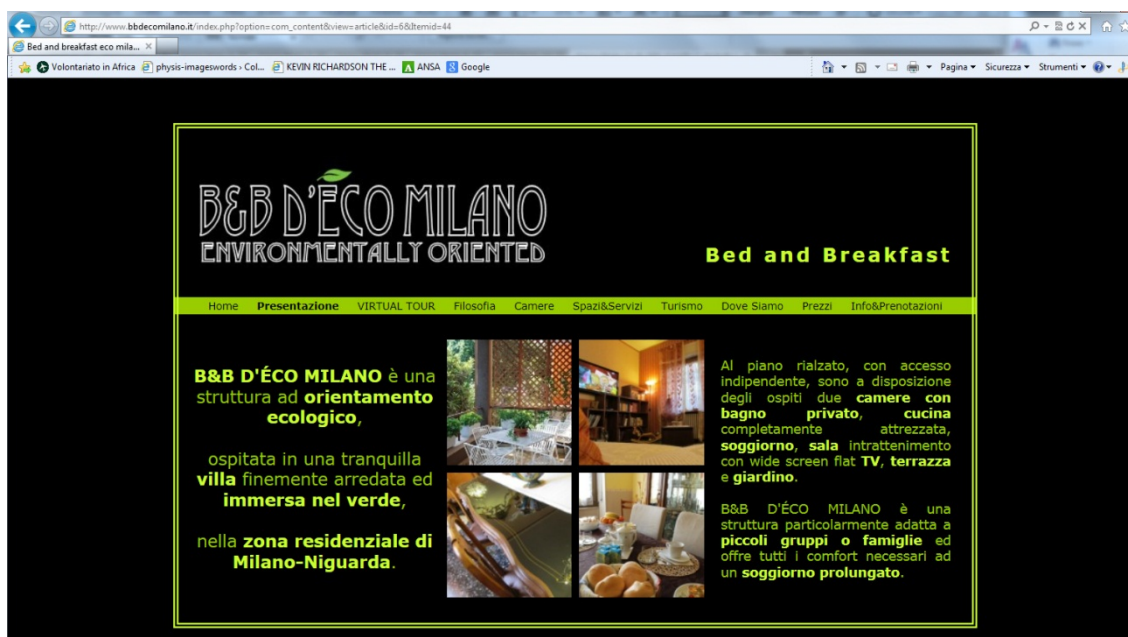 http://www.bbdecomilano.it/index.php?option=com_content&view=article&id=6&Itemid=44
Bed and breakfast eco mila...
Volontariato in Africa physis-imageswords › Col... KEVIN RICHARDSON THE ... ANSA Google
Pagina Sicurezza Strumenti
B&B D'ÉCO MILANO
ENVIRONMENTALLY ORIENTED
Bed and Breakfast
Home Presentazione VIRTUAL TOUR Filosofia Camere Spazi&Servizi Turismo Dove Siamo Prezzi Info&Prenotazioni
B&B D'ÉCO MILANO è una
struttura ad orientamento
ecologico,
ospitata in una tranquilla
villa finemente arredata ed
immersa nel verde,
nella zona residenziale di
Milano-Niguarda.
Al piano rialzato, con accesso
indipendente, sono a disposizione
degli ospiti due camere con
bagno privato, cucina
completamente attrezzata,
soggiorno, sala intrattenimento
con wide screen flat TV, terrazza
e giardino.
B&B D'ÉCO MILANO è una
struttura particolarmente adatta a
piccoli gruppi o famiglie ed
offre tutti i comfort necessari ad
un soggiorno prolungato.